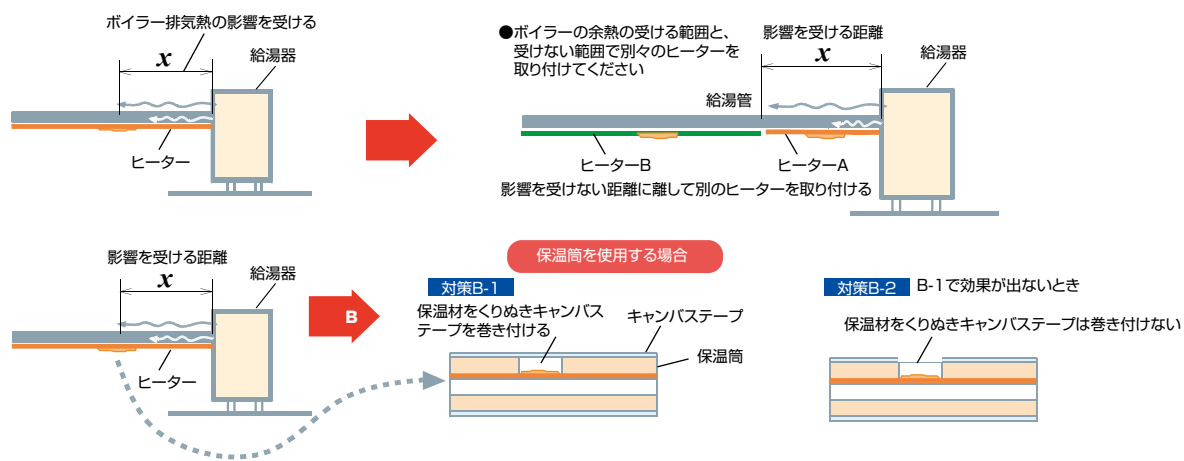 ボイラー排気熱の影響を受ける
x
給湯器
ヒーター
●ボイラーの余熱の受ける範囲と、
受けない範囲で別々のヒーターを
取り付けてください
影響を受ける距離
x
給湯器
給湯管
ヒーターB
ヒーターA
影響を受けない距離に離して別のヒーターを取り付ける
影響を受ける距離
x
給湯器
ヒーター
B
保温筒を使用する場合
対策B-1
保温材をくりぬきキャンバス
テープを巻き付ける
キャンバステープ
保温筒
対策B-2 B-1で効果が出ないとき
保温材をくりぬきキャンバステープは巻き付けない